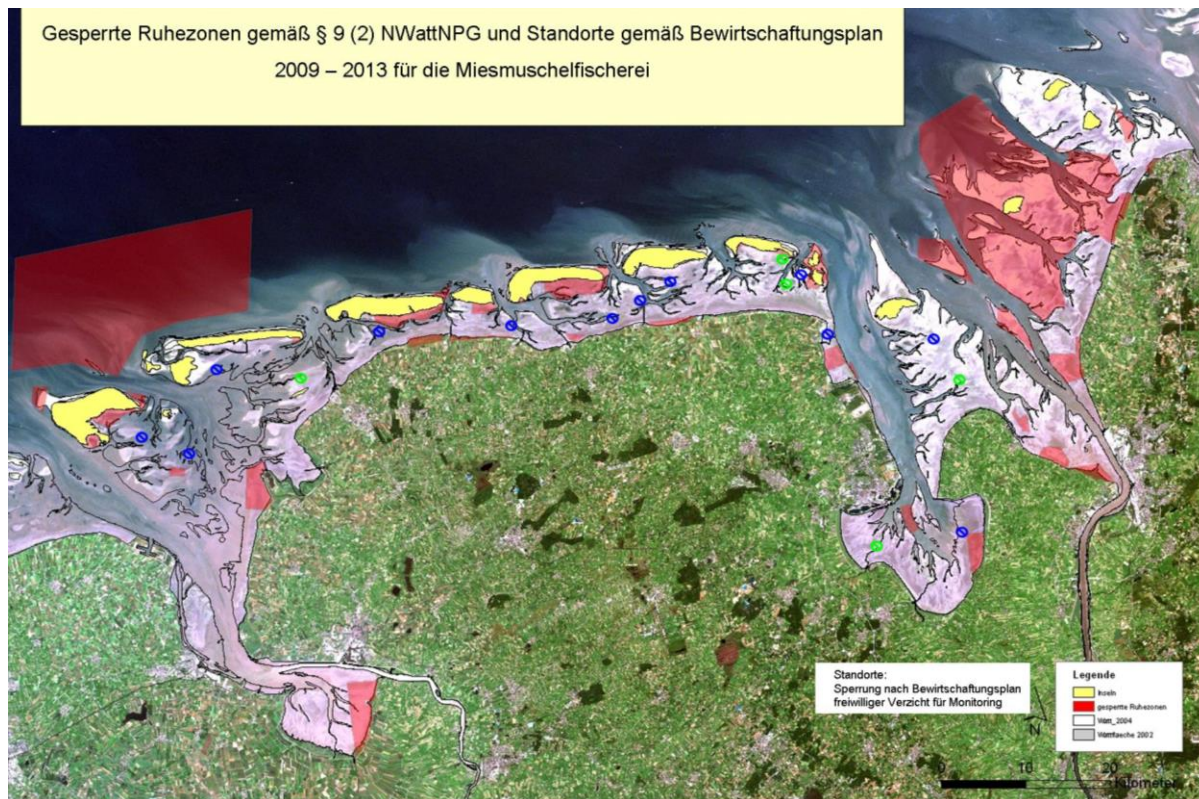 Gesperrte Ruhezonen gemäß § 9 (2) NWattNPG und Standorte gemäß Bewirtschaftungsplan
2009 – 2013 für die Miesmuschelfischerei
Standorte:
Sperrung nach Bewirtschaftungsplan
freiwilliger Verzicht für Monitoring
N
Legende
Inseln
gesperrte Ruhezonen
Watt_2004
Wattflaeche 2002
0 10 20
Kilometer